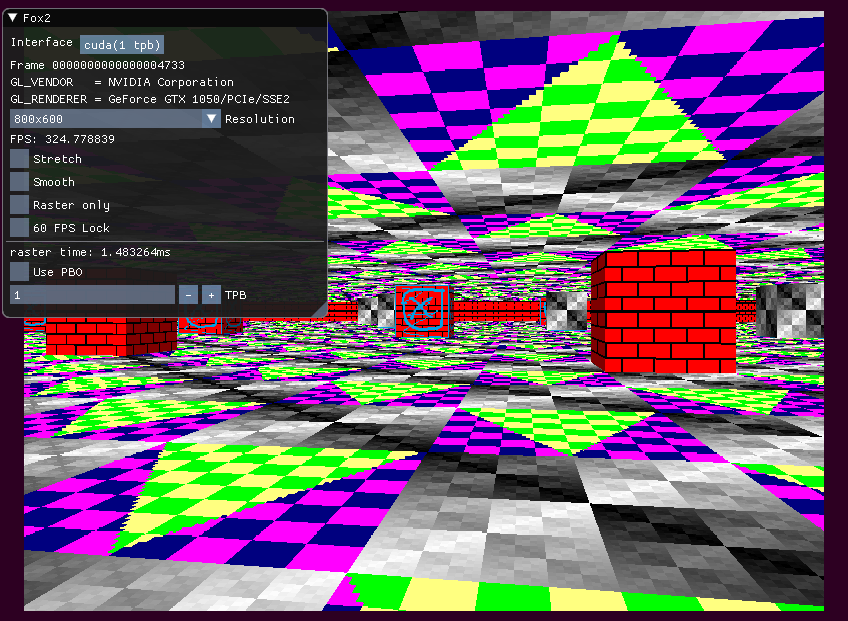 Fox2
Interface cuda(1 tpb)
Frame 0000000000000004733
GL_VENDOR   = NVIDIA Corporation
GL_RENDERER = GeForce GTX 1050/PCIe/SSE2
800x600 Resolution
FPS: 324.778839
Stretch
Smooth
Raster only
60 FPS Lock
raster time: 1.483264ms
Use PBO
1 - + TPB